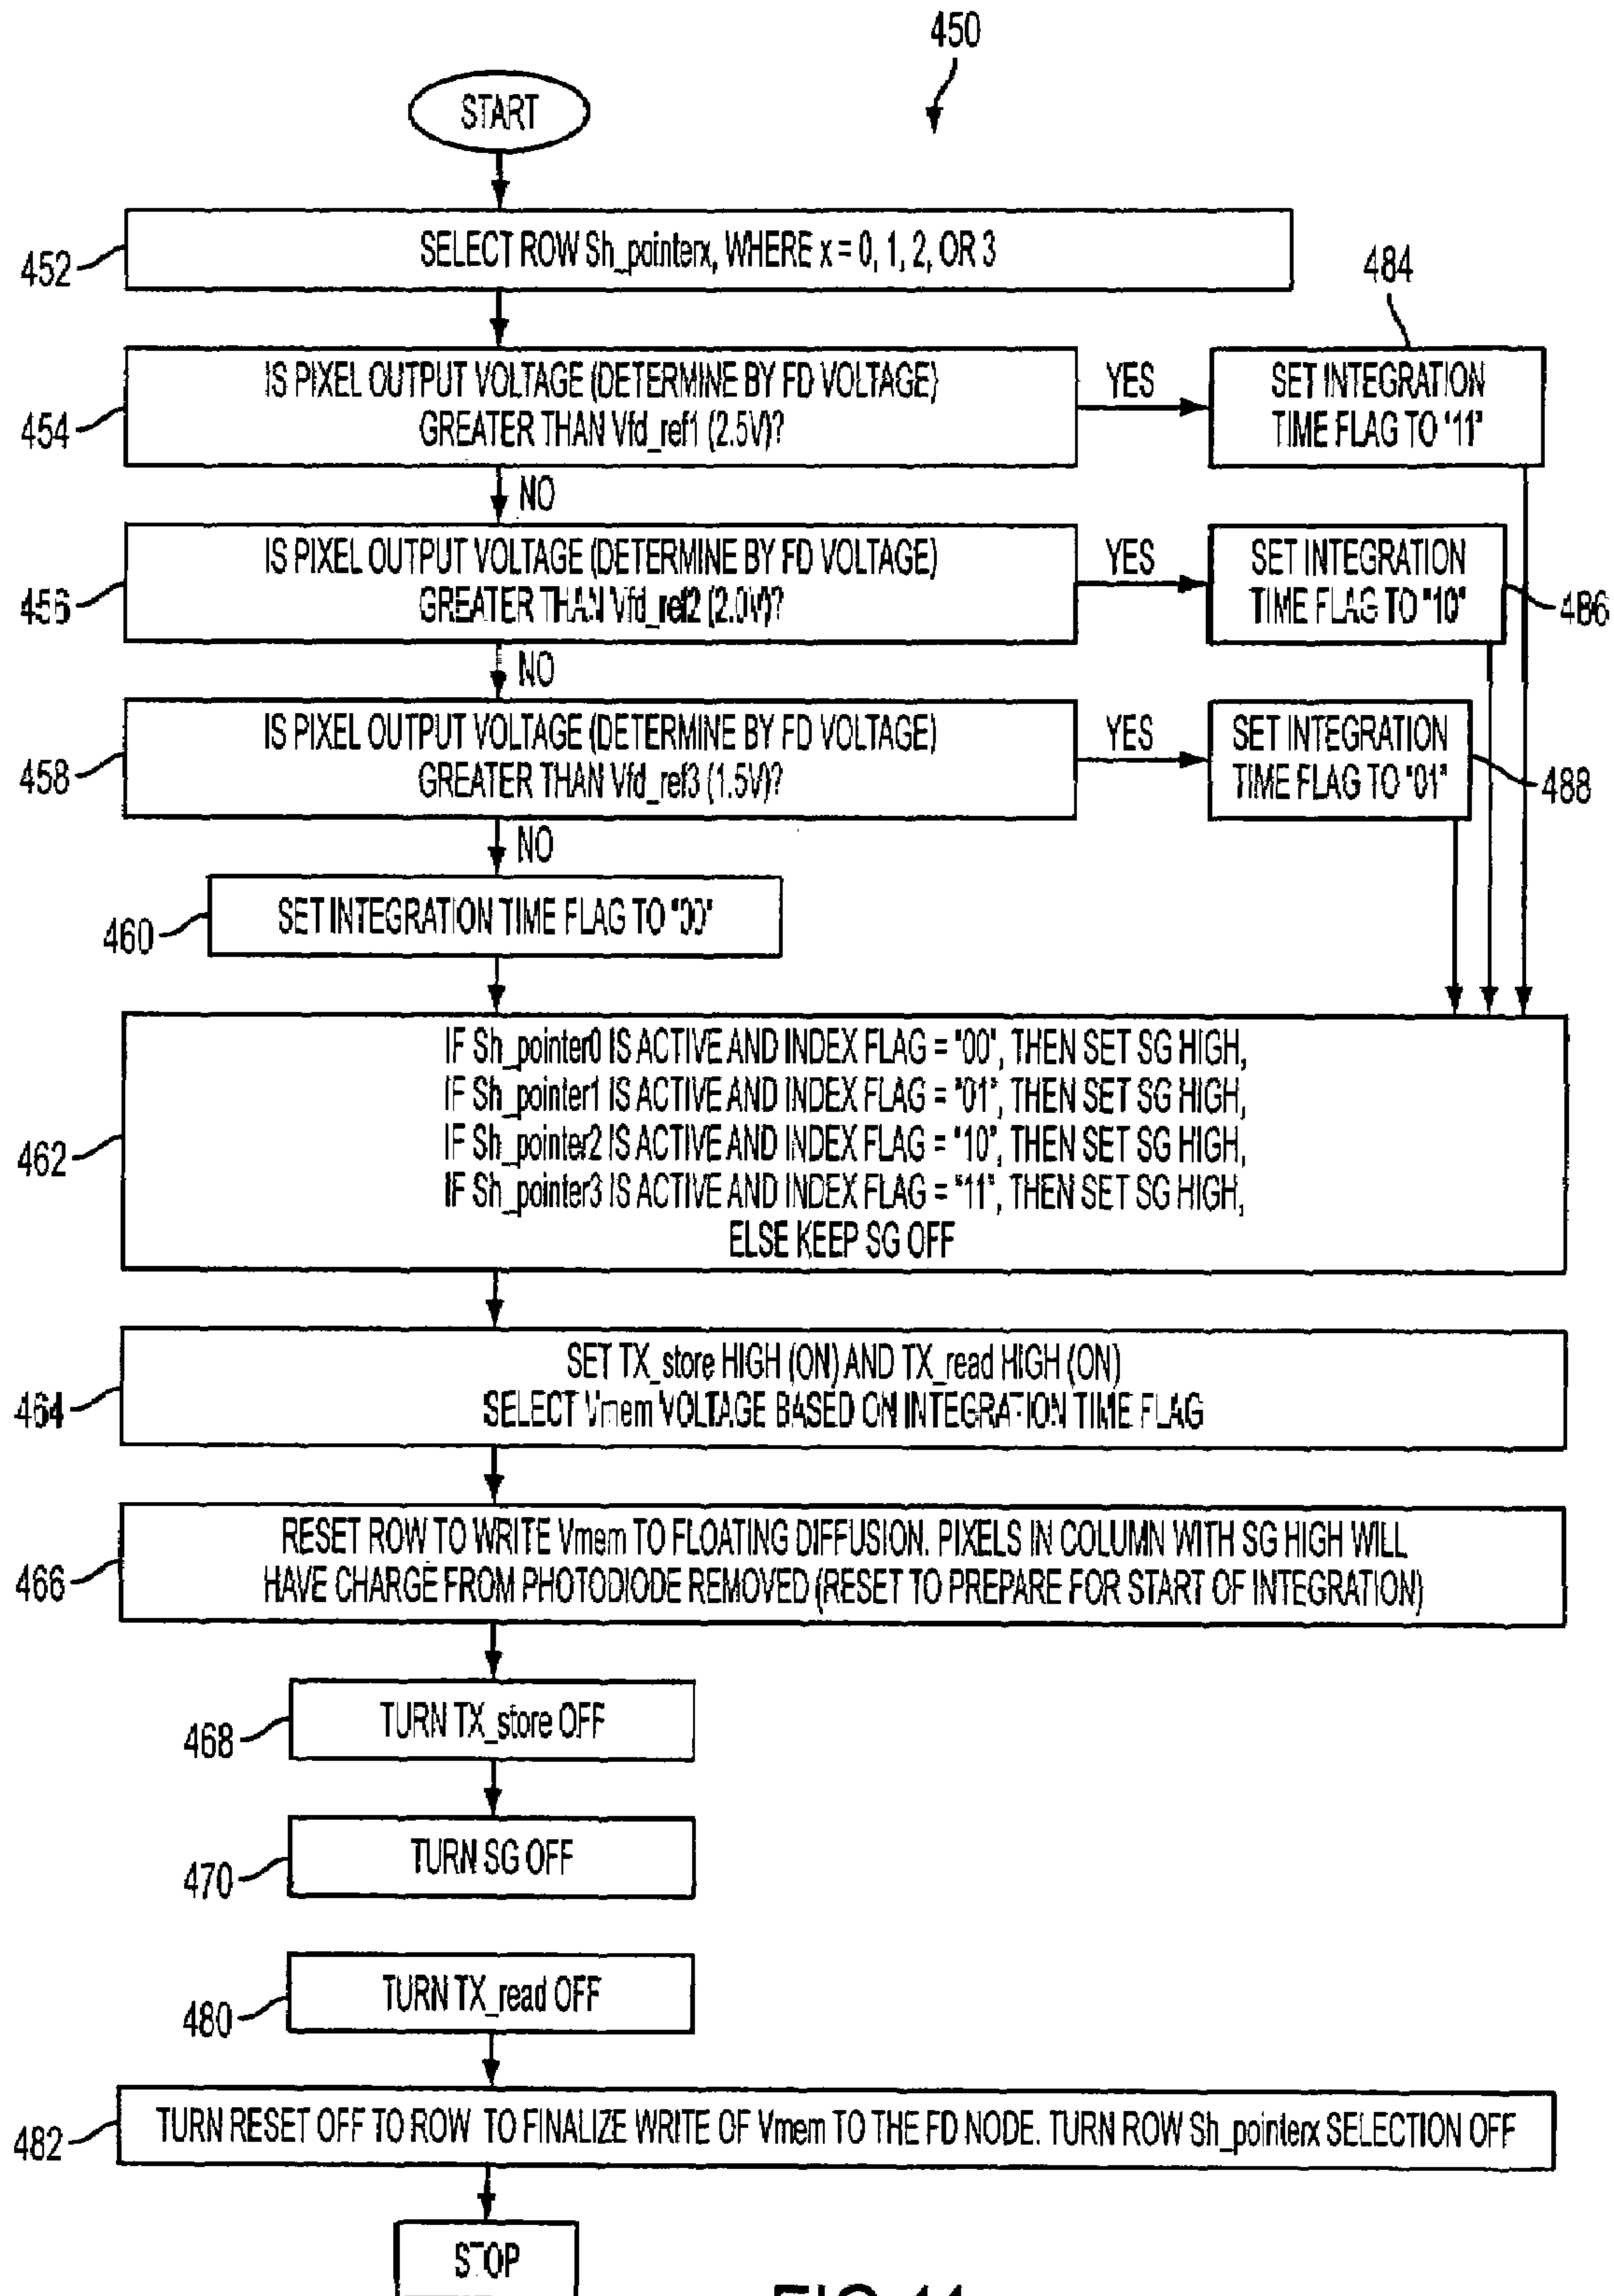 450
START
452
SELECT ROW Sh_pointerx, WHERE x = 0, 1, 2, OR 3
484
454
IS PIXEL OUTPUT VOLTAGE (DETERMINE BY FD VOLTAGE)
GREATER THAN Vfd_ref1 (2.5V)?
YES
SET INTEGRATION
TIME FLAG TO "11"
NO
456
IS PIXEL OUTPUT VOLTAGE (DETERMINE BY FD VOLTAGE)
GREATER THAN Vfd_ref2 (2.0V)?
YES
SET INTEGRATION
TIME FLAG TO "10"
486
NO
458
IS PIXEL OUTPUT VOLTAGE (DETERMINE BY FD VOLTAGE)
GREATER THAN Vfd_ref3 (1.5V)?
YES
SET INTEGRATION
TIME FLAG TO "01"
488
NO
460
SET INTEGRATION TIME FLAG TO "00"
462
IF Sh_pointer0 IS ACTIVE AND INDEX FLAG = "00", THEN SET SG HIGH,
IF Sh_pointer1 IS ACTIVE AND INDEX FLAG = "01", THEN SET SG HIGH,
IF Sh_pointer2 IS ACTIVE AND INDEX FLAG = "10", THEN SET SG HIGH,
IF Sh_pointer3 IS ACTIVE AND INDEX FLAG = "11", THEN SET SG HIGH,
ELSE KEEP SG OFF
464
SET TX_store HIGH (ON) AND TX_read HIGH (ON)
SELECT Vmem VOLTAGE BASED ON INTEGRATION TIME FLAG
466
RESET ROW TO WRITE Vmem TO FLOATING DIFFUSION. PIXELS IN COLUMN WITH SG HIGH WILL
HAVE CHARGE FROM PHOTODIODE REMOVED (RESET TO PREPARE FOR START OF INTEGRATION)
468
TURN TX_store OFF
470
TURN SG OFF
480
TURN TX_read OFF
482
TURN RESET OFF TO ROW TO FINALIZE WRITE OF Vmem TO THE FD NODE. TURN ROW Sh_pointerx SELECTION OFF
STOP